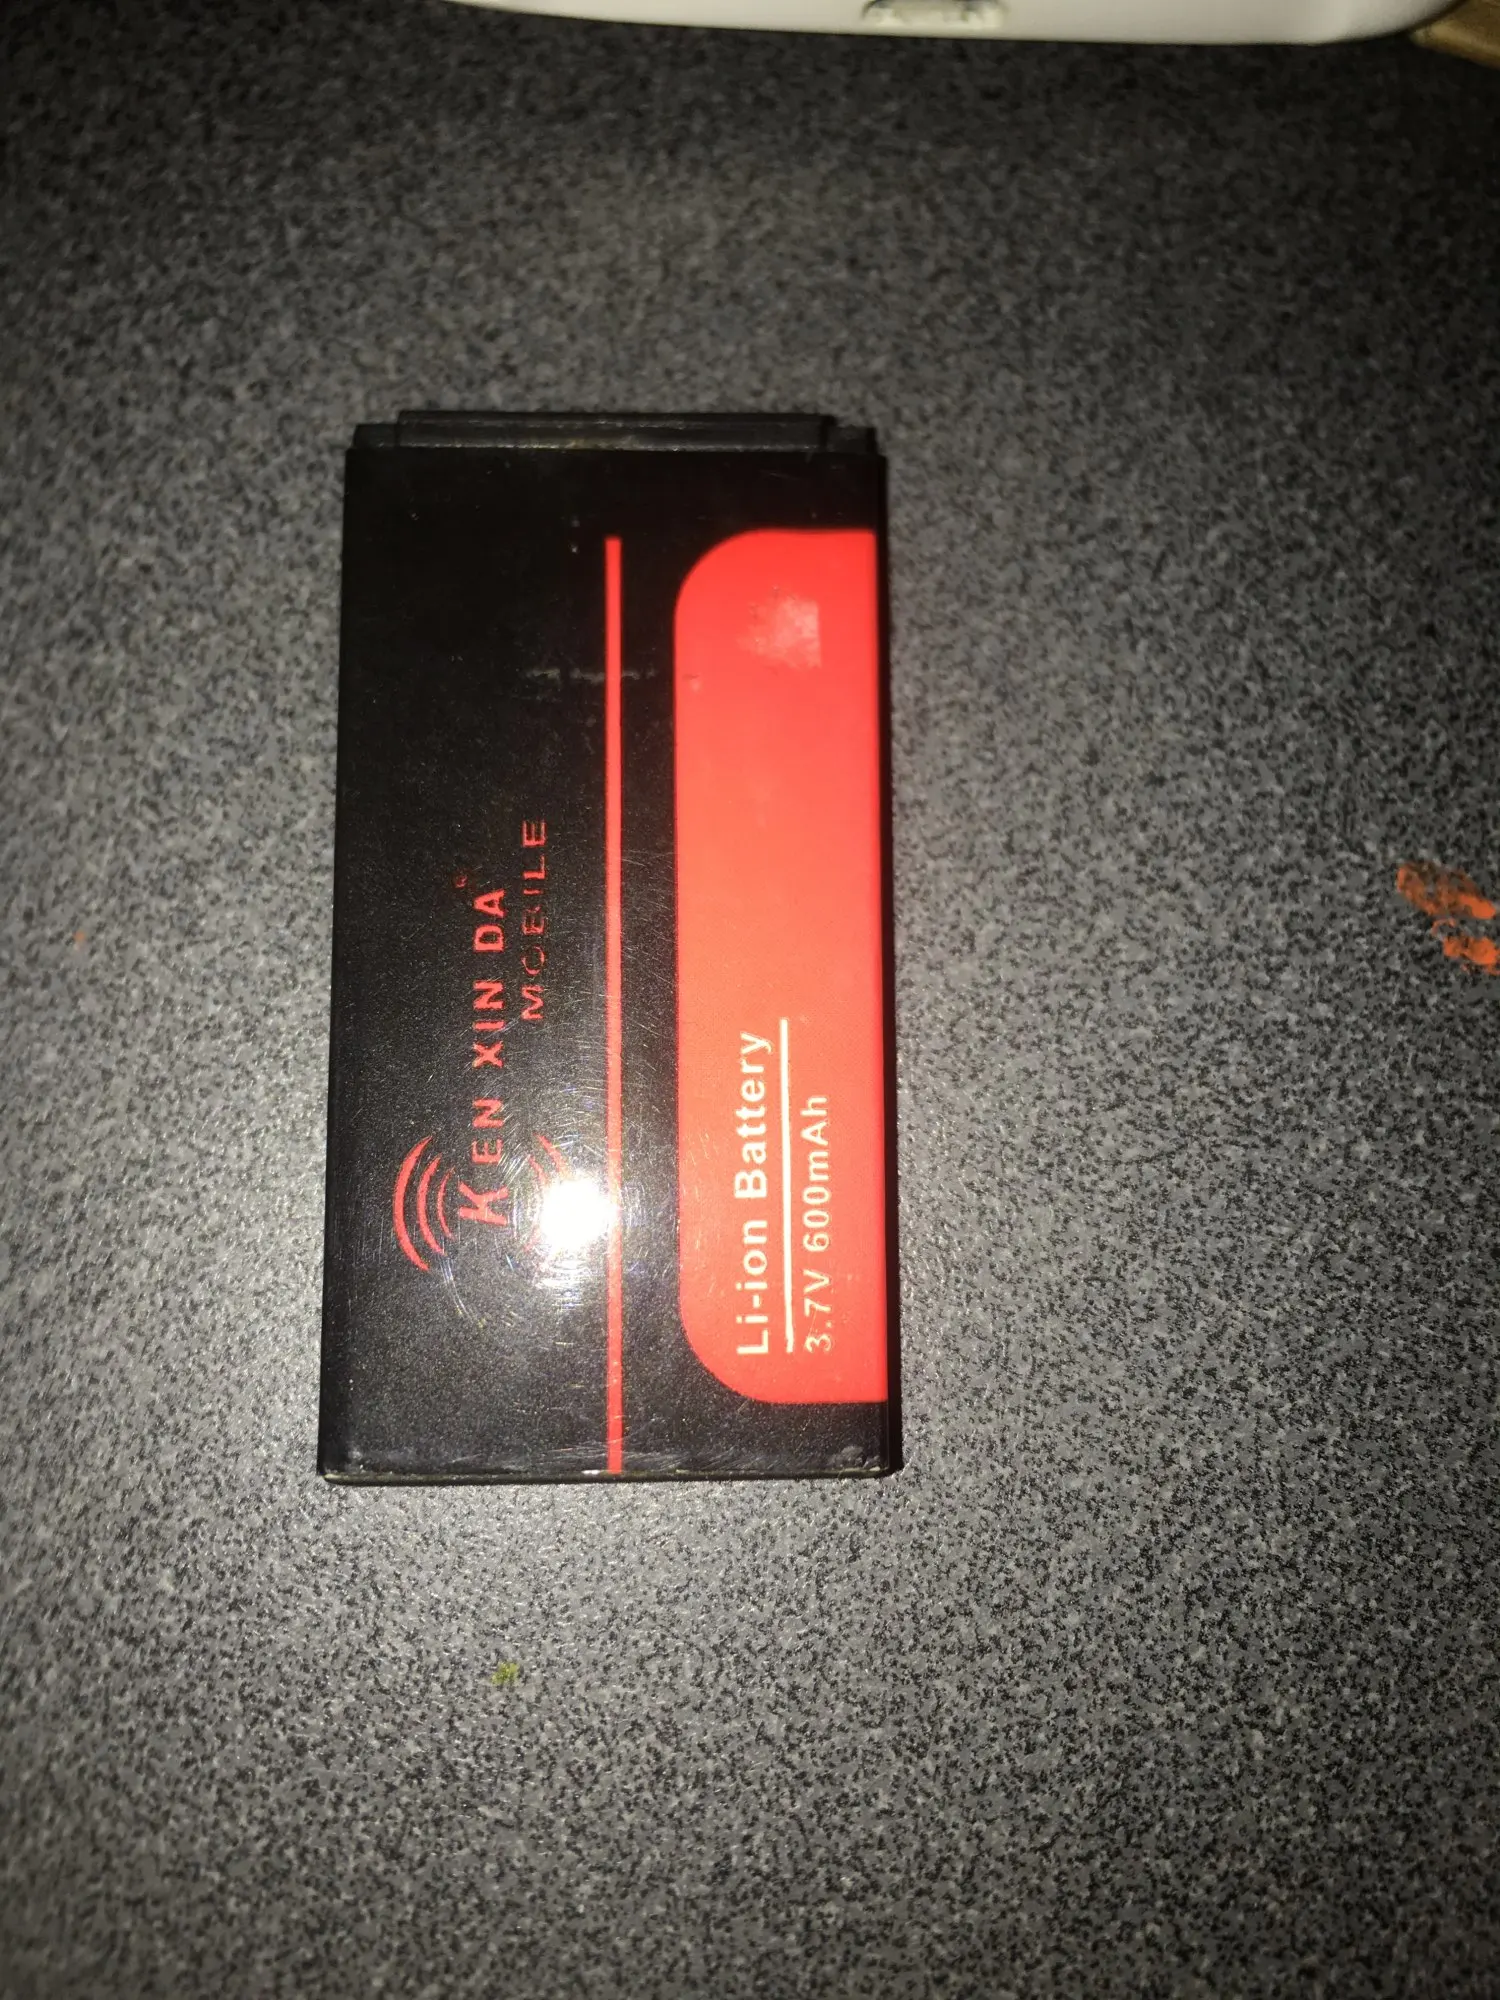 KEN XIN DA®
MOBILE
Li-ion Battery
3.7V 600mAh